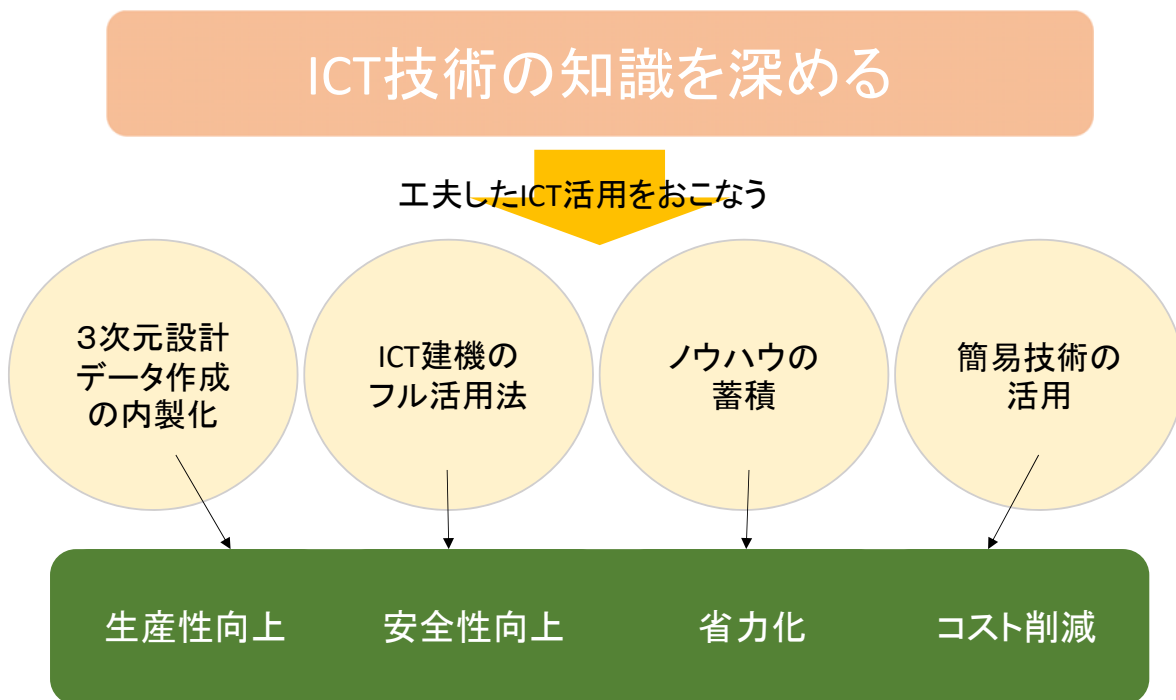 ICT技術の知識を深める
工夫したICT活用をおこなう
３次元設計
データ作成
の内製化
ICT建機の
フル活用法
ノウハウの
蓄積
簡易技術の
活用
生産性向上
安全性向上
省力化
コスト削減